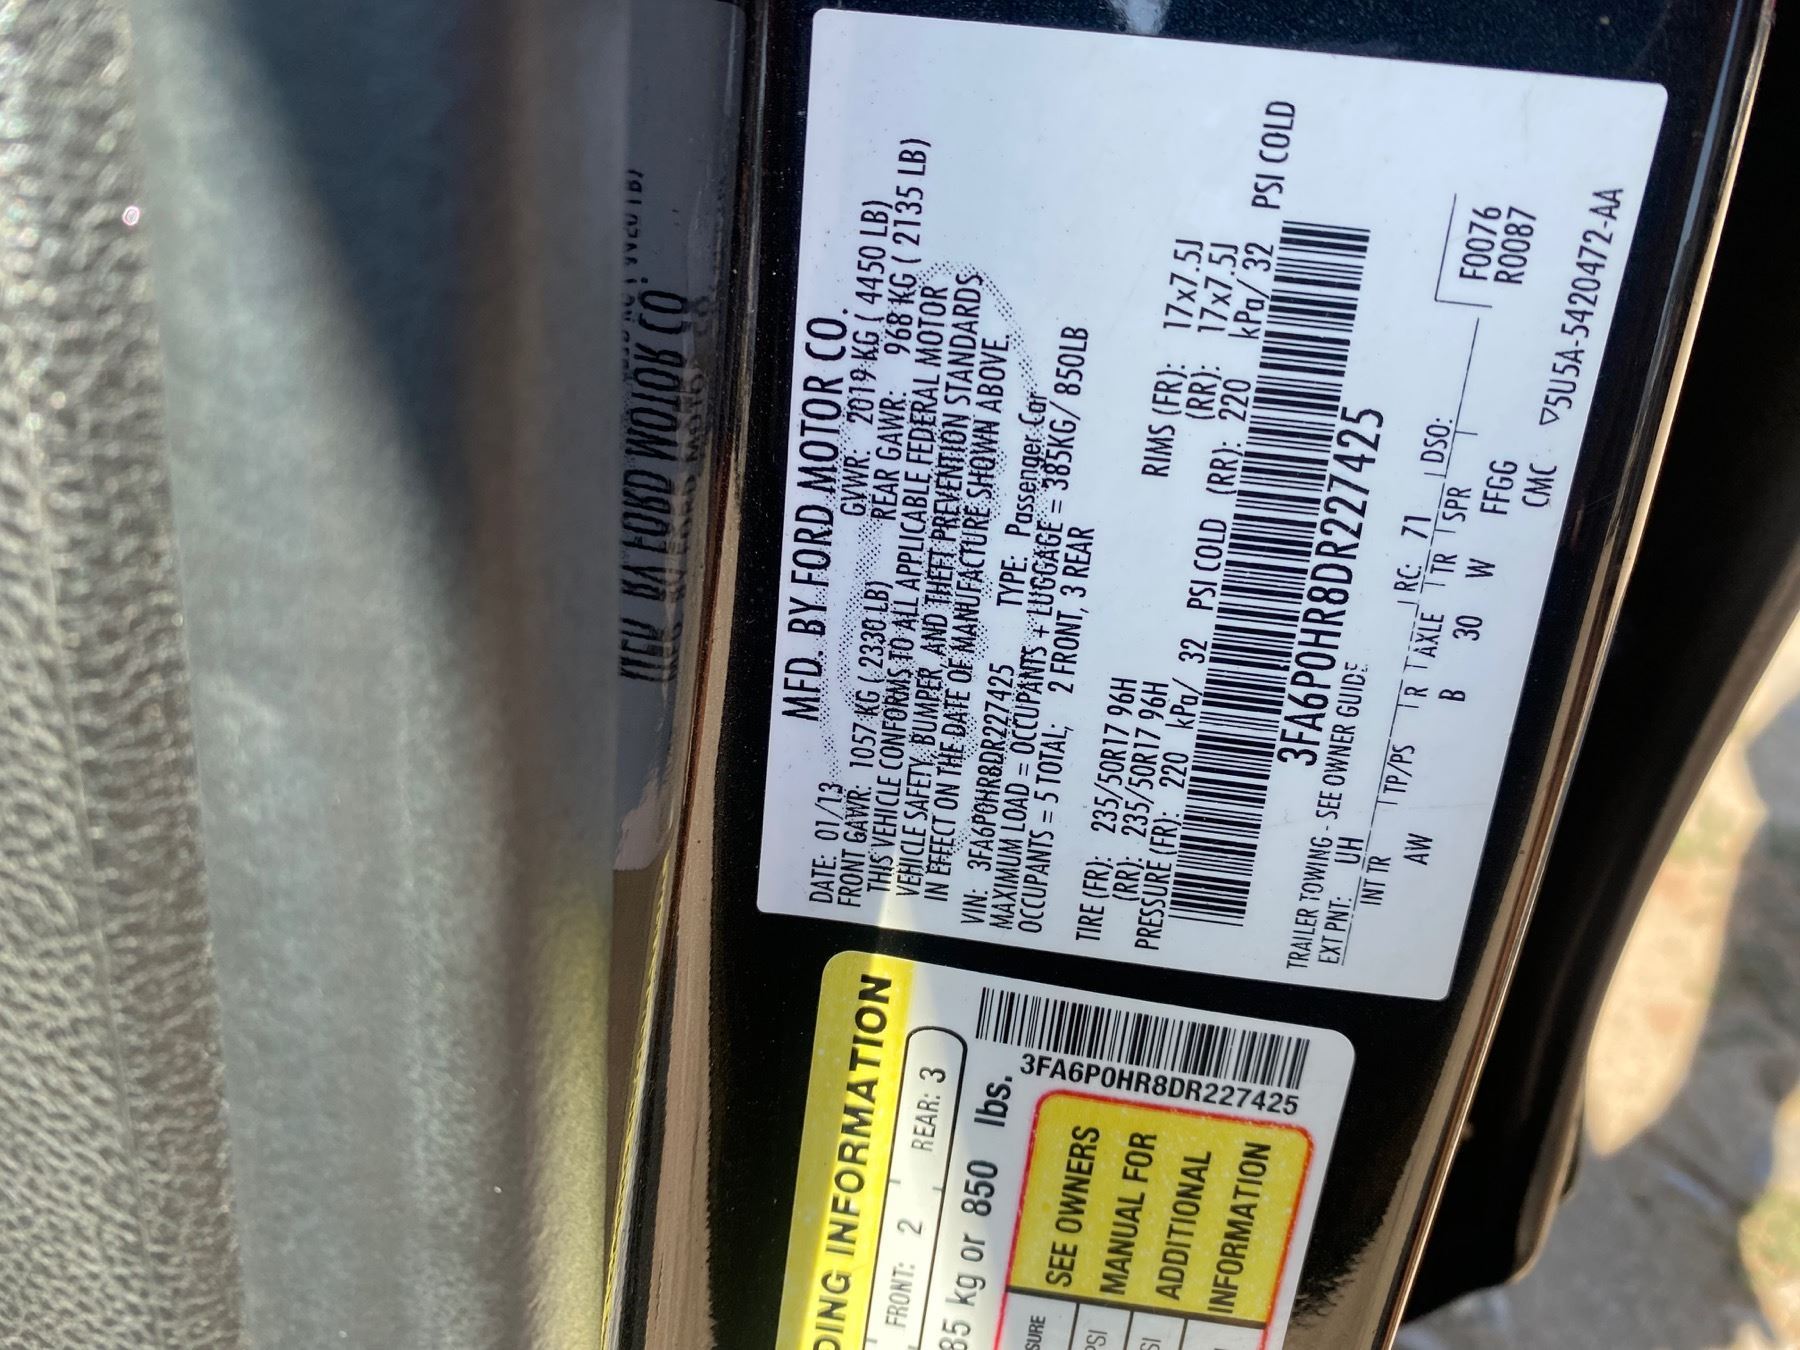 MFD. BY FORD MOTOR CO.
DATE: 01/13 GVWR: 2019 KG ( 4450 LB)
FRONT GAWR: 1057 KG ( 2330 LB) REAR GAWR: 968 KG ( 2135 LB)
THIS VEHICLE CONFORMS TO ALL APPLICABLE FEDERAL MOTOR
VEHICLE SAFETY, BUMPER, AND THEFT PREVENTION STANDARDS
IN EFFECT ON THE DATE OF MANUFACTURE SHOWN ABOVE.
VIN: 3FA6P0HR8DR227425 TYPE: Passenger Car
MAXIMUM LOAD = OCCUPANTS + LUGGAGE = 385KG/ 850LB
OCCUPANTS = 5 TOTAL; 2 FRONT, 3 REAR
TIRE (FR): 235/50R17 96H RIMS (FR): 17x7.5J
(RR): 235/50R17 96H (RR): 17x7.5J
PRESSURE (FR): 220 kPa/ 32 PSI COLD (RR): 220 kPa/ 32 PSI COLD
3FA6P0HR8DR227425
TRAILER TOWING - SEE OWNER GUIDE
EXT PNT: UH RC: 71 DSO:
INT TR TP/PS R AXLE TR SPR
AW B 30 W FFGG
CMC
F0076
R0087
▽5U5A-5420472-AA
DING INFORMATION
FRONT: 2 REAR: 3
85 kg or 850 lbs.
3FA6P0HR8DR227425
SEE OWNERS
MANUAL FOR
ADDITIONAL
INFORMATION
SURE
PSI
SI